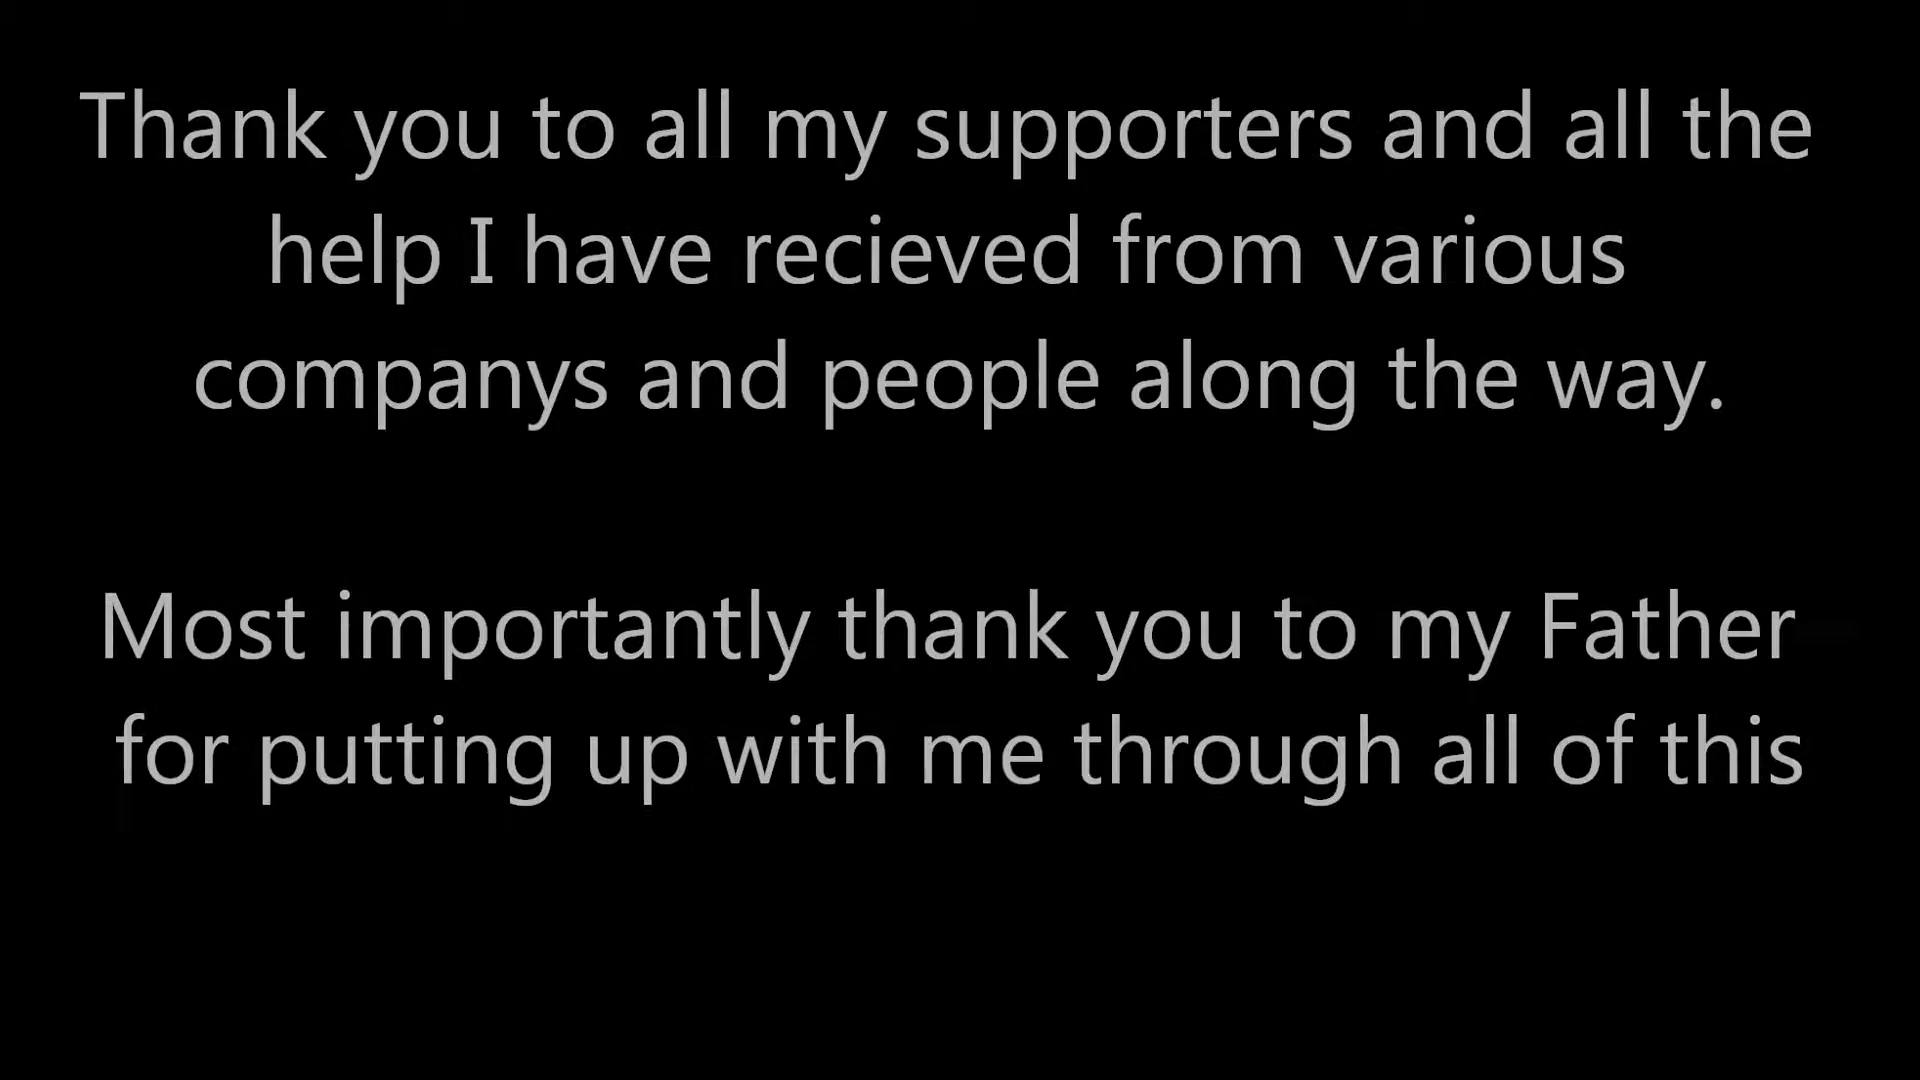 Thank you to all my supporters and all the
help I have recieved from various
companys and people along the way.
Most importantly thank you to my Father
for putting up with me through all of this